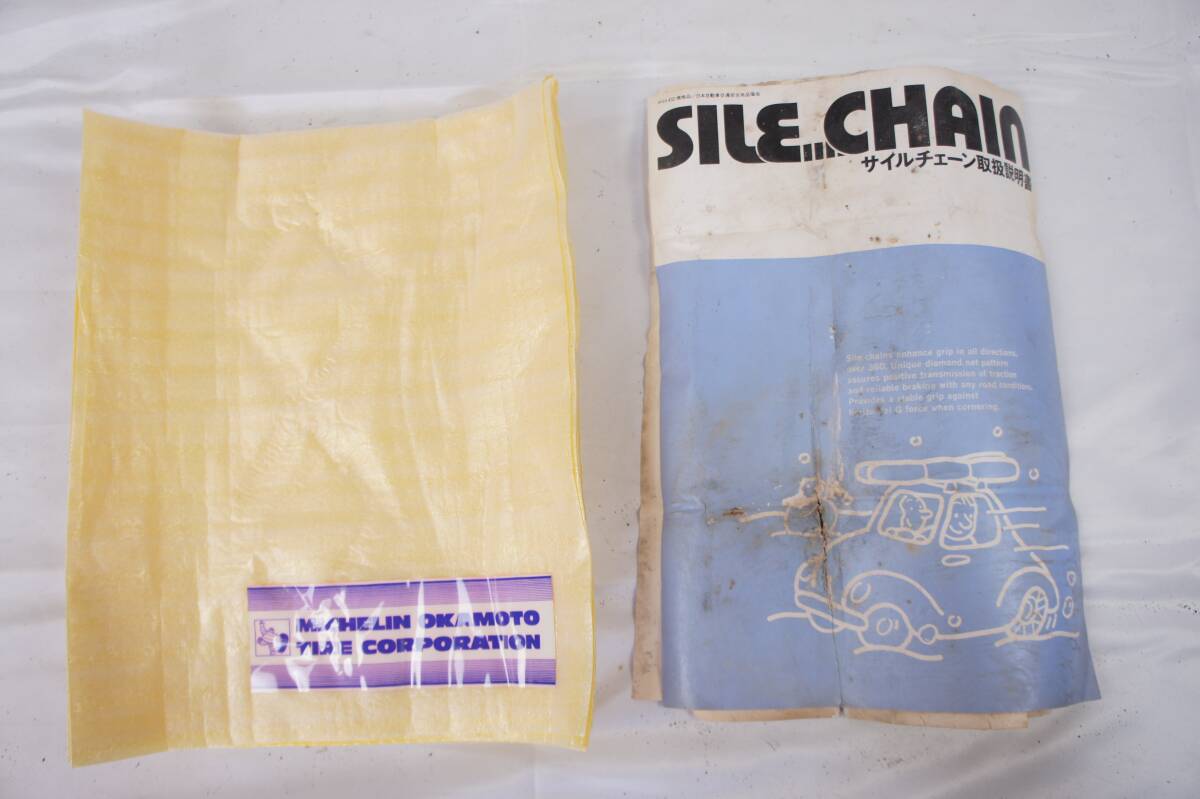 MICHELIN OKAMOTO
TIRE CORPORATION
SILE...CHAIN
サイルチェーン取扱説明書
Sile chains enhance grip in all directions,
over 360. Unique diamond net pattern
assures positive transmission of traction
and reliable braking with any road conditions.
Provides a stable grip against
G force when cornering.